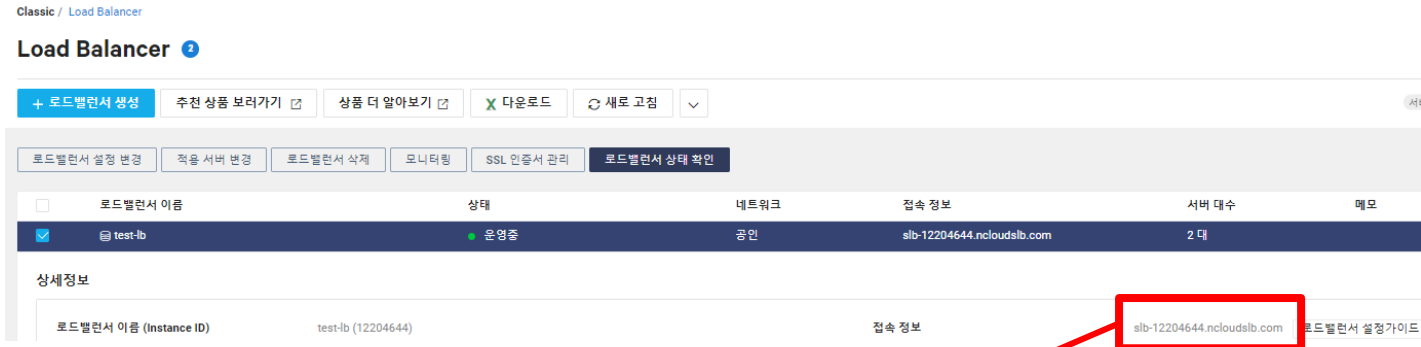 Classic / Load Balancer
Load Balancer 2
+ 로드밸런서 생성 추천 상품 보러가기 상품 더 알아보기 X 다운로드 새로 고침
로드밸런서 설정 변경 적용 서버 변경 로드밸런서 삭제 모니터링 SSL 인증서 관리 로드밸런서 상태 확인
로드밸런서 이름 상태 네트워크 접속 정보 서버 대수 메모
test-lb 운영중 공인 slb-12204644.ncloudslb.com 2 대
상세정보
로드밸런서 이름 (Instance ID) test-lb (12204644) 접속 정보 slb-12204644.ncloudslb.com 로드밸런서 설정가이드